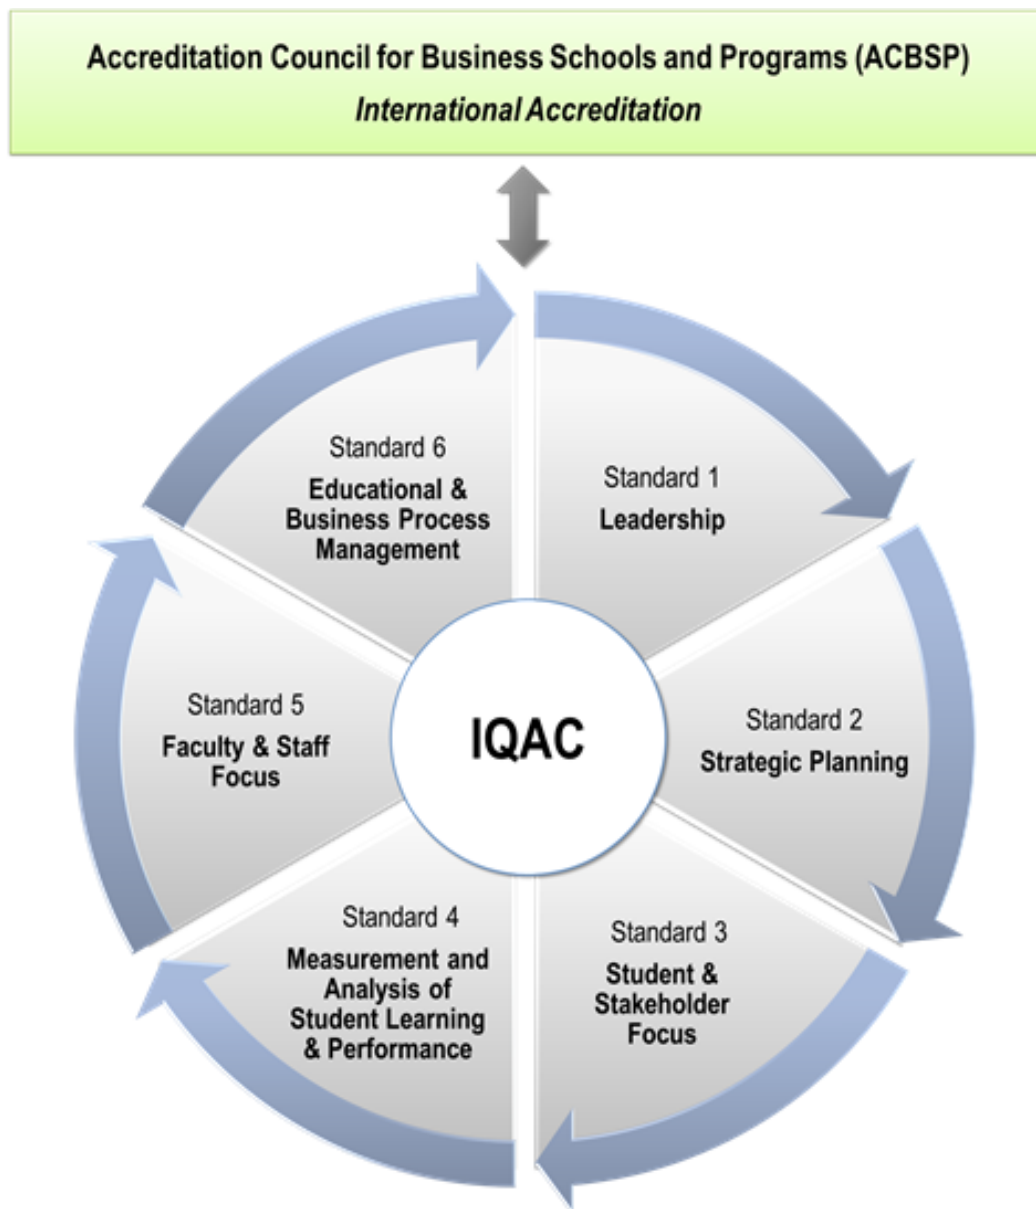 Accreditation Council for Business Schools and Programs (ACBSP)
International Accreditation
Standard 1
Leadership
Standard 2
Strategic Planning
Standard 3
Student &
Stakeholder
Focus
Standard 4
Measurement and
Analysis of
Student Learning
& Performance
Standard 5
Faculty & Staff
Focus
Standard 6
Educational &
Business Process
Management
IQAC